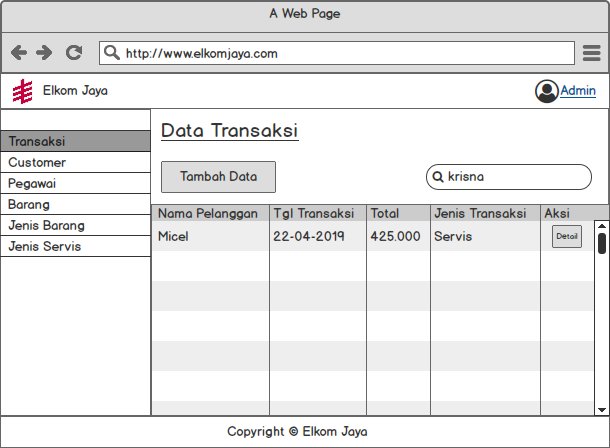 A Web Page
http://www.elkomjaya.com
Elkom Jaya
Admin
Transaksi
Customer
Pegawai
Barang
Jenis Barang
Jenis Servis
Data Transaksi
Tambah Data
krisna
Nama Pelanggan Tgl Transaksi Total Jenis Transaksi Aksi
Micel 22-04-2019 425.000 Servis Detail
Copyright © Elkom Jaya